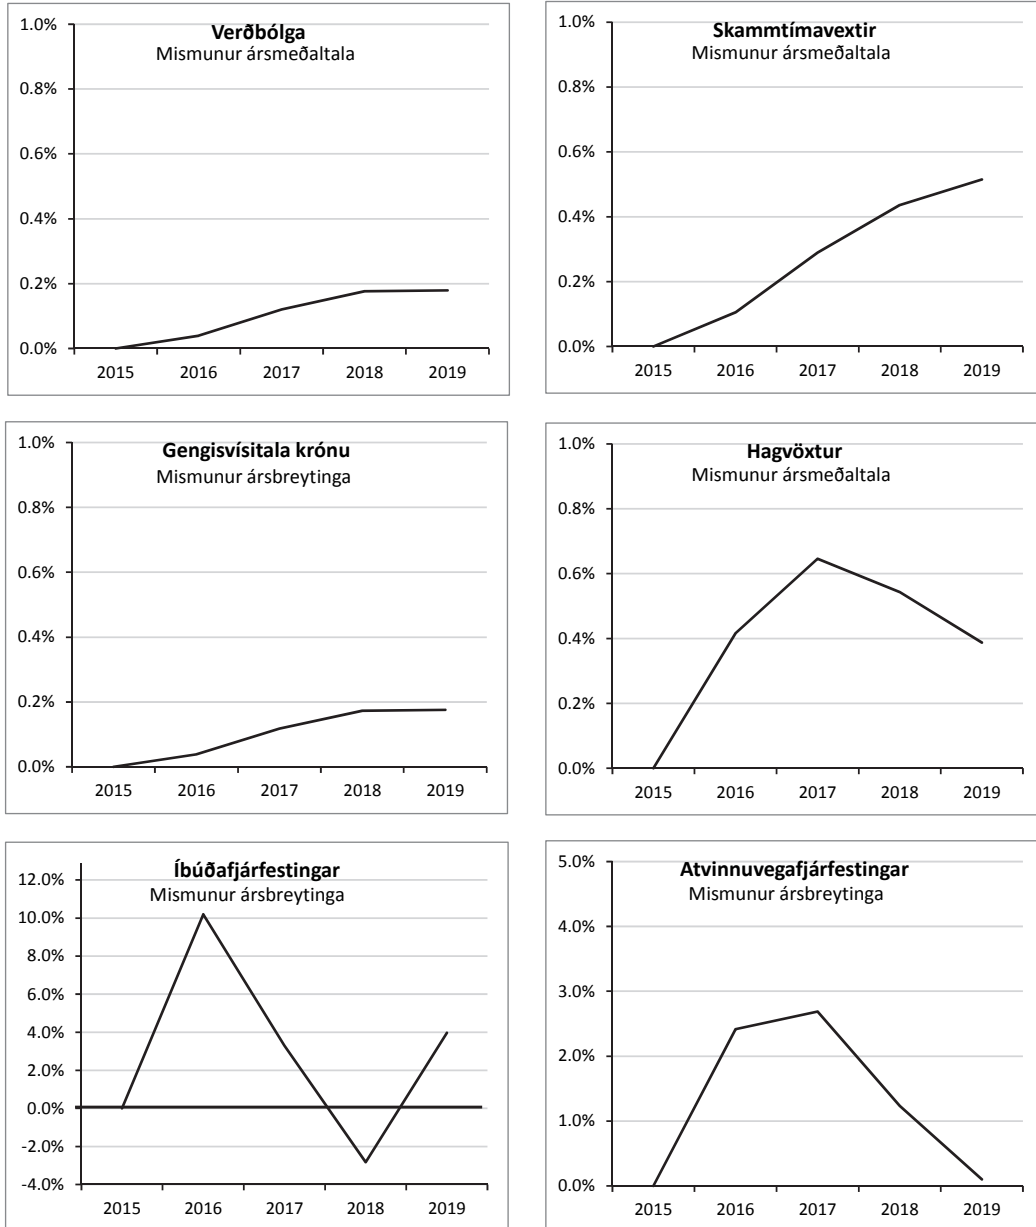 Verðbólga
Mismunur ársmeðaltala
1.0%
0.8%
0.6%
0.4%
0.2%
0.0%
2015 2016 2017 2018 2019
Skammtímavextir
Mismunur ársmeðaltala
1.0%
0.8%
0.6%
0.4%
0.2%
0.0%
2015 2016 2017 2018 2019
Gengisvísitala krónu
Mismunur ársbreytinga
1.0%
0.8%
0.6%
0.4%
0.2%
0.0%
2015 2016 2017 2018 2019
Hagvöxtur
Mismunur ársmeðaltala
1.0%
0.8%
0.6%
0.4%
0.2%
0.0%
2015 2016 2017 2018 2019
Íbúðafjárfestingar
Mismunur ársbreytinga
12.0%
10.0%
8.0%
6.0%
4.0%
2.0%
0.0%
-2.0%
-4.0%
2015 2016 2017 2018 2019
Atvinnuvegafjárfestingar
Mismunur ársbreytinga
5.0%
4.0%
3.0%
2.0%
1.0%
0.0%
2015 2016 2017 2018 2019